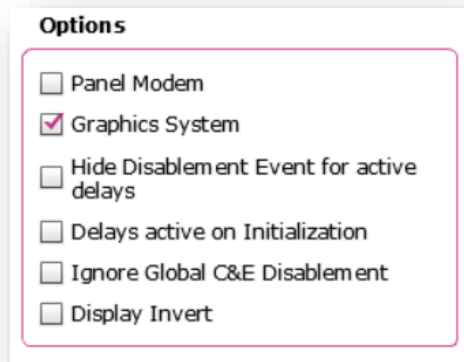 Options
Panel Modem
Graphics System
Hide Disablement Event for active
delays
Delays active on Initialization
Ignore Global C&E Disablement
Display Invert